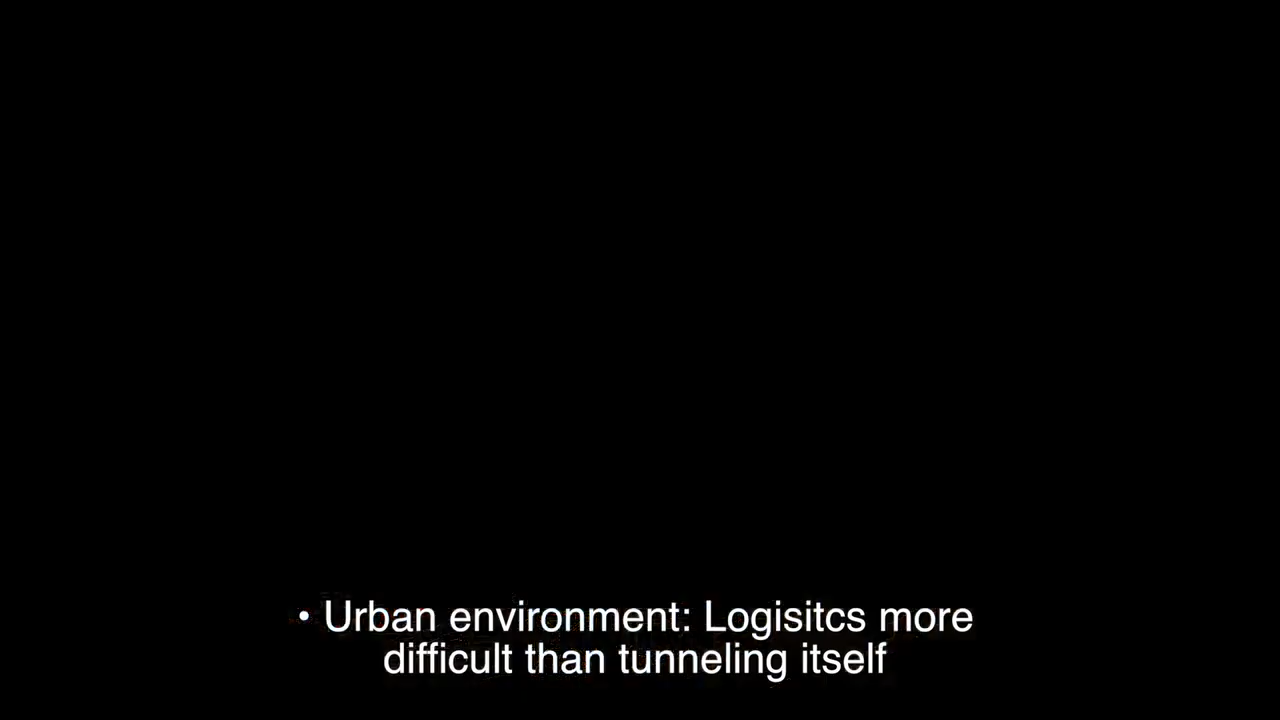 • Urban environment: Logisitcs more
difficult than tunneling itself